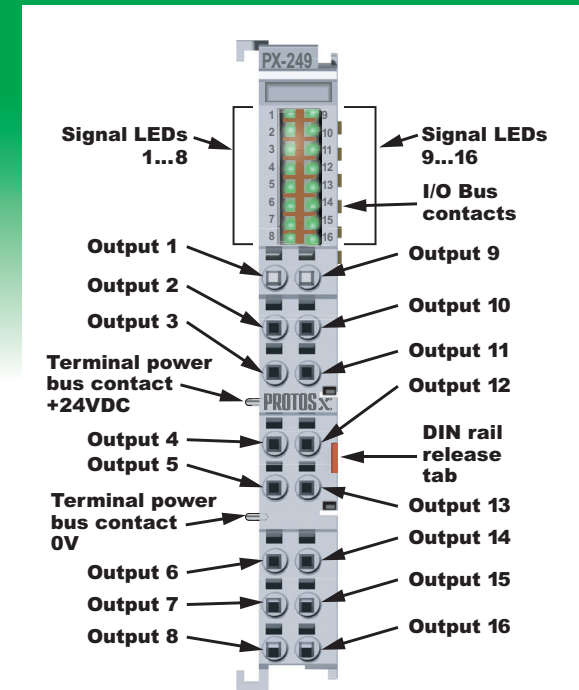 PX-249
1 9
2 10
3 11
4 12
5 13
6 14
7 15
8 16
Signal LEDs
1...8
Signal LEDs
9...16
I/O Bus
contacts
Output 1
Output 9
Output 2
Output 10
Output 3
Output 11
Terminal power
bus contact
+24VDC
Output 12
PROTOS X
Output 4
DIN rail
release
tab
Output 5
Output 13
Terminal power
bus contact
0V
Output 14
Output 6
Output 15
Output 7
Output 8
Output 16